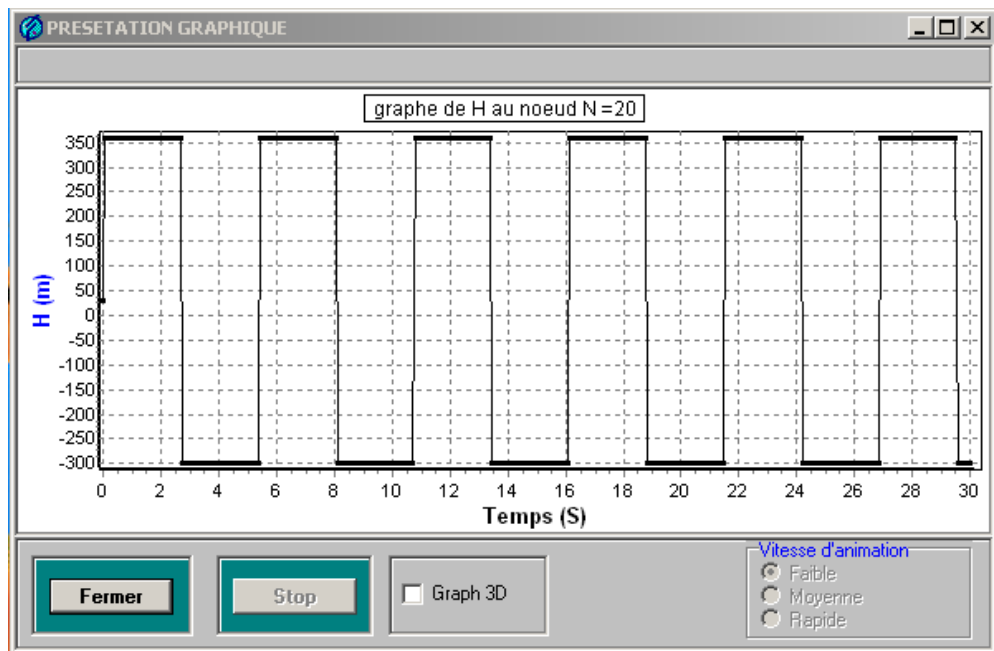 PRESETATION GRAPHIQUE
graphe de H au noeud N =20
350
300
250
200
150
100
50
0
-50
-100
-150
-200
-250
-300
H (m)
0 2 4 6 8 10 12 14 16 18 20 22 24 26 28 30
Temps (S)
Fermer
Stop
Graph 3D
Vitesse d'animation
Faible
Moyenne
Rapide